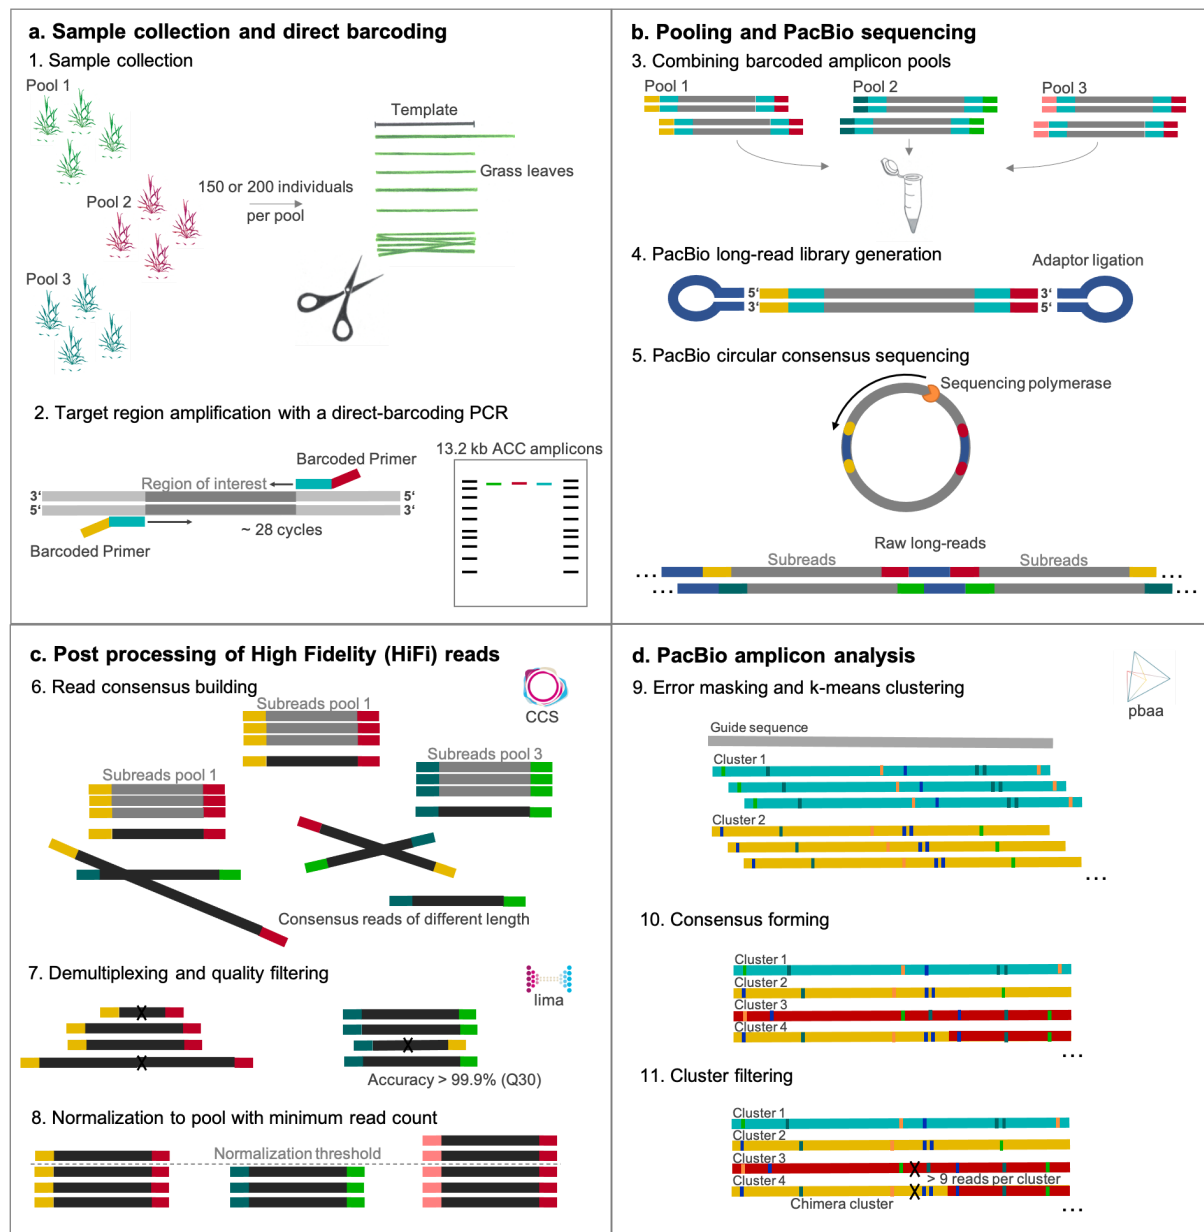 a. Sample collection and direct barcoding
1. Sample collection
Pool 1
Pool 2
Pool 3
150 or 200 individuals
per pool
Template
Grass leaves
2. Target region amplification with a direct-barcoding PCR
Barcoded Primer
Region of interest
3‘
5‘
5‘
3‘
~ 28 cycles
Barcoded Primer
13.2 kb ACC amplicons
b. Pooling and PacBio sequencing
3. Combining barcoded amplicon pools
Pool 1
Pool 2
Pool 3
4. PacBio long-read library generation
Adaptor ligation
5‘
3‘
3‘
5‘
5. PacBio circular consensus sequencing
Sequencing polymerase
Raw long-reads
Subreads
Subreads
...
...
...
...
c. Post processing of High Fidelity (HiFi) reads
6. Read consensus building
CCS
Subreads pool 1
Subreads pool 3
Subreads pool 1
Consensus reads of different length
7. Demultiplexing and quality filtering
lima
X
X
X
Accuracy > 99.9% (Q30)
8. Normalization to pool with minimum read count
Normalization threshold
d. PacBio amplicon analysis
9. Error masking and k-means clustering
pbaa
Guide sequence
Cluster 1
Cluster 2
...
10. Consensus forming
Cluster 1
Cluster 2
Cluster 3
Cluster 4
...
11. Cluster filtering
Cluster 1
Cluster 2
Cluster 3
X
> 9 reads per cluster
Cluster 4
X
Chimera cluster
...